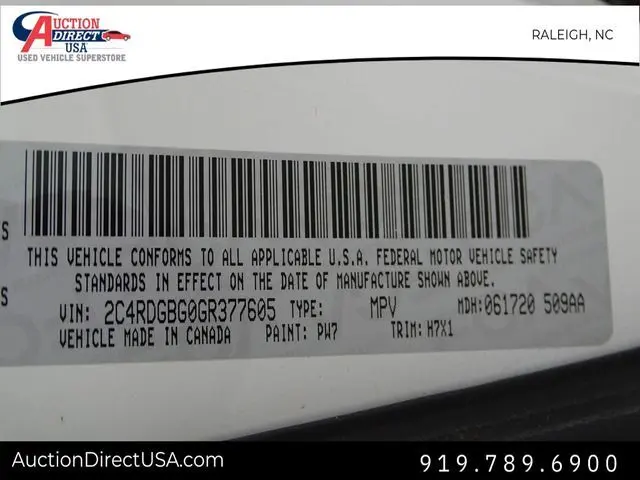 AUCTION
DIRECT
USA
USED VEHICLE SUPERSTORE
RALEIGH, NC
S
THIS VEHICLE CONFORMS TO ALL APPLICABLE U.S.A. FEDERAL MOTOR VEHICLE SAFETY
STANDARDS IN EFFECT ON THE DATE OF MANUFACTURE SHOWN ABOVE.
S
VIN: 2C4RDGBG0GR377605 TYPE: MPV MDH:061720 509AA
VEHICLE MADE IN CANADA PAINT: PW7 TRIM: H7X1
AuctionDirectUSA.com
919.789.6900